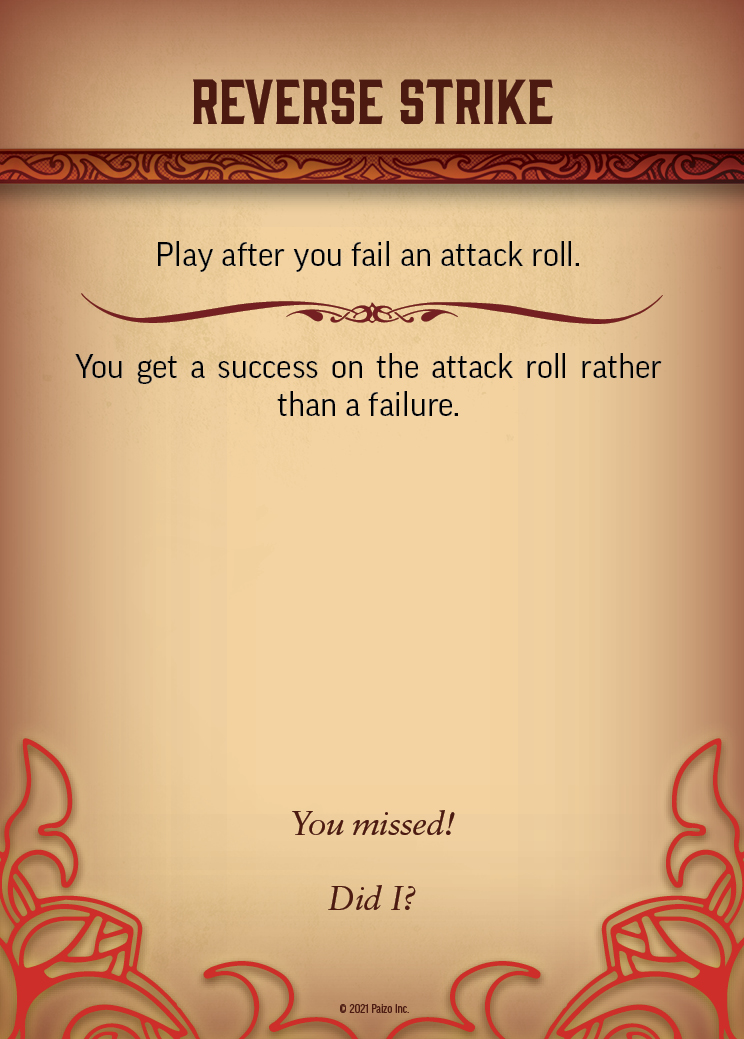 REVERSE STRIKE
Play after you fail an attack roll.
You get a success on the attack roll rather
than a failure.
You missed!
Did I?
© 2021 Paizo Inc.